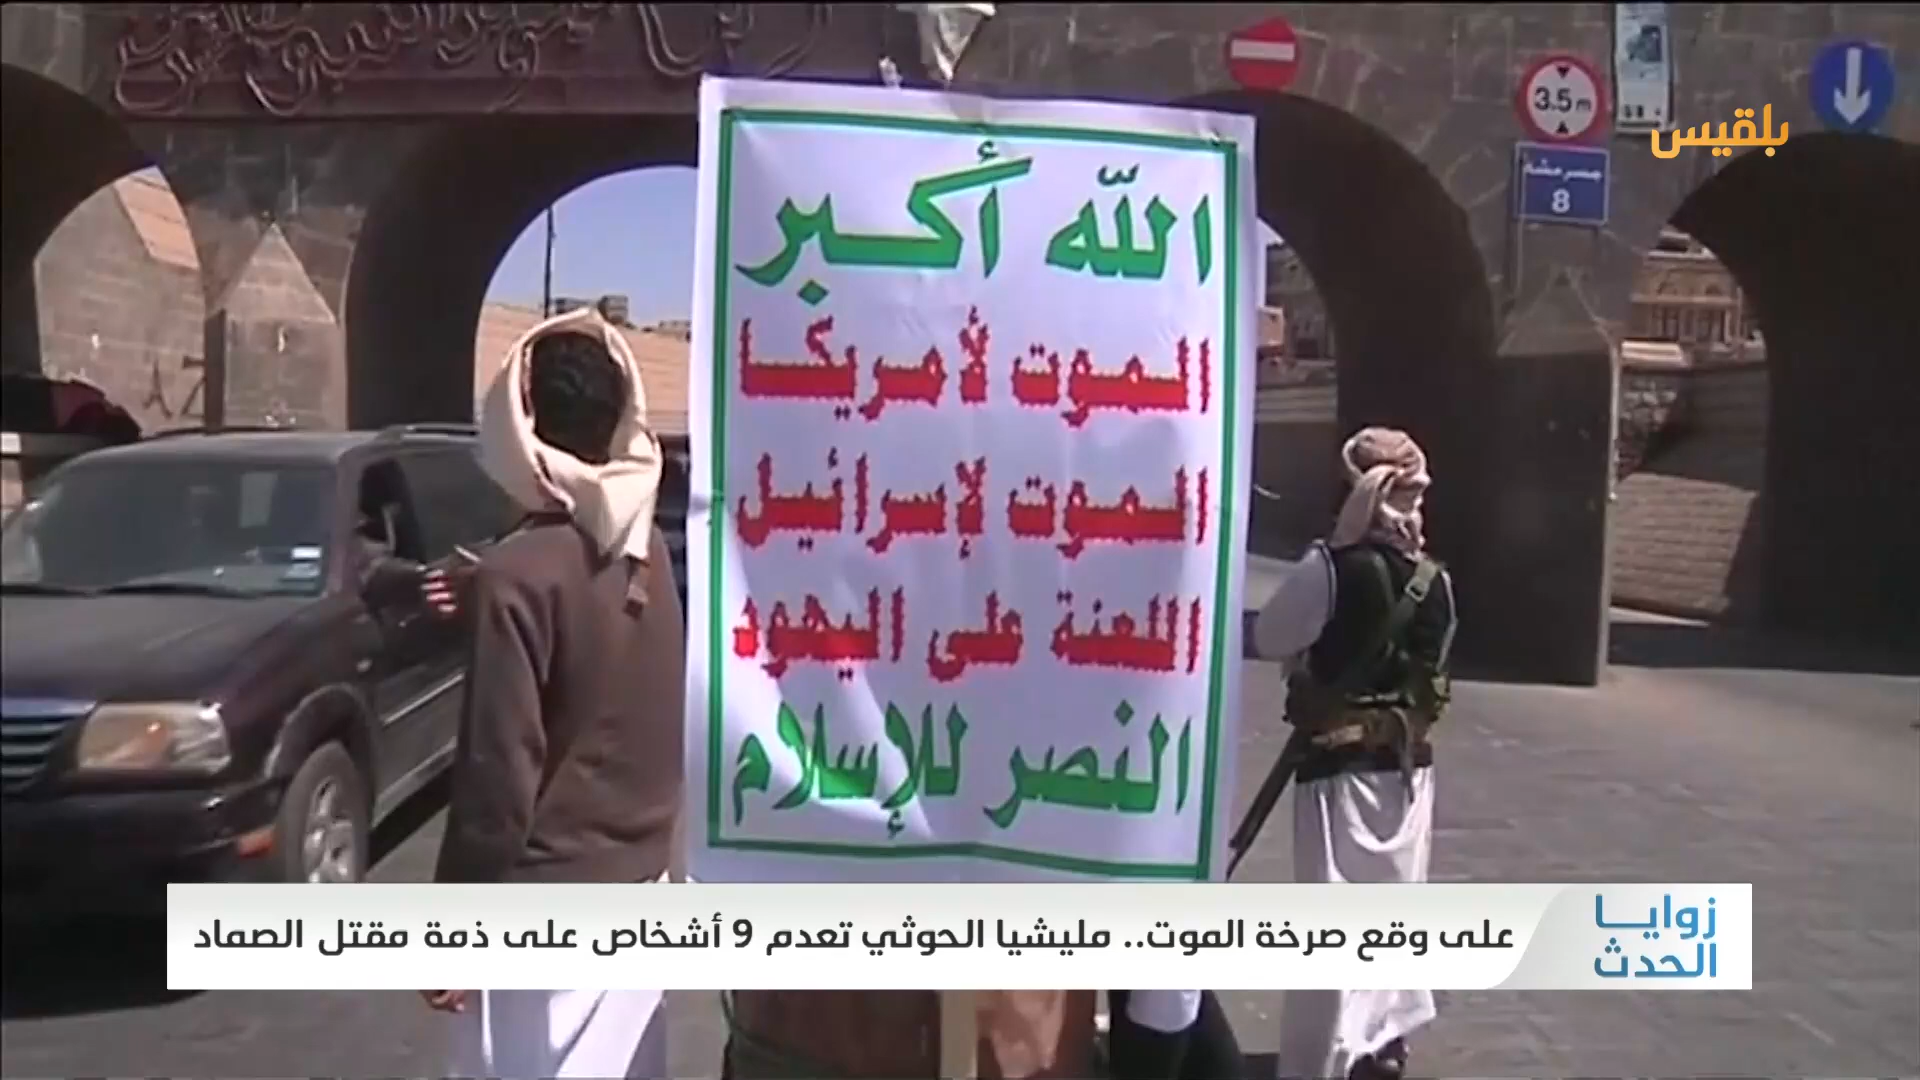 3.5m
بلقيس
8
الله أكبر
الموت لأمريكا
الموت لإسرائيل
اللعنة على اليهود
النصر للإسلام
زوايا
الحدث
على وقع صرخة الموت.. مليشيا الحوثي تعدم 9 أشخاص على ذمة مقتل الصماد